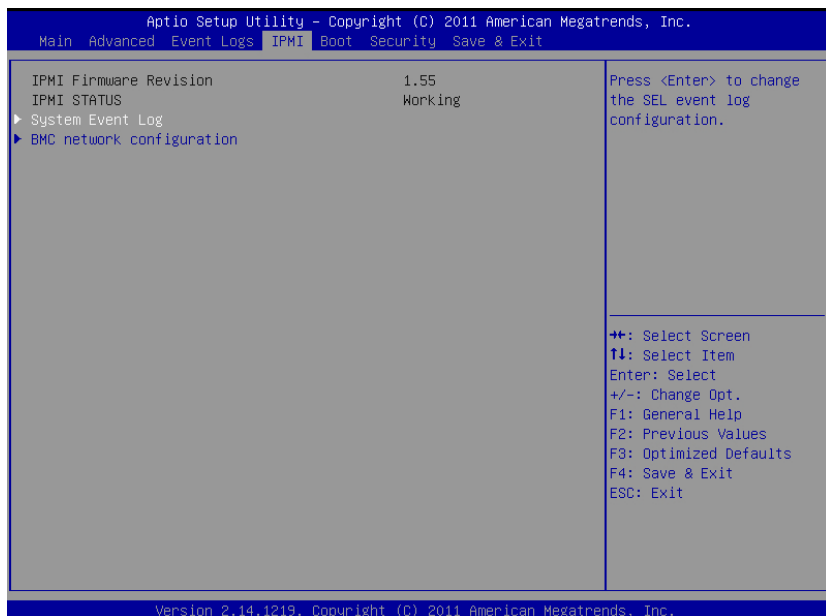 Aptio Setup Utility – Copyright (C) 2011 American Megatrends, Inc.
Main Advanced Event Logs IPMI Boot Security Save & Exit
IPMI Firmware Revision 1.55
IPMI STATUS Working
System Event Log
BMC network configuration
Press <Enter> to change
the SEL event log
configuration.
→←: Select Screen
↑↓: Select Item
Enter: Select
+/-: Change Opt.
F1: General Help
F2: Previous Values
F3: Optimized Defaults
F4: Save & Exit
ESC: Exit
Version 2.14.1219. Copyright (C) 2011 American Megatrends, Inc.